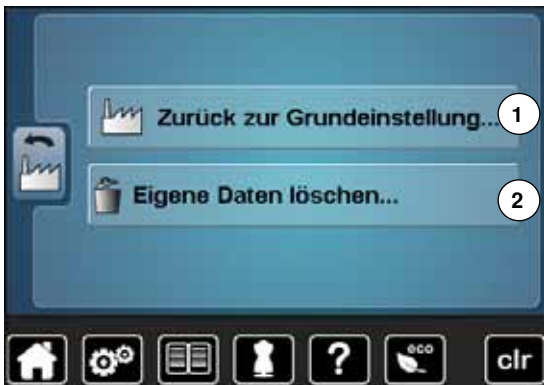 Zurück zur Grundeinstellung... 1
Eigene Daten löschen... 2
? eco clr